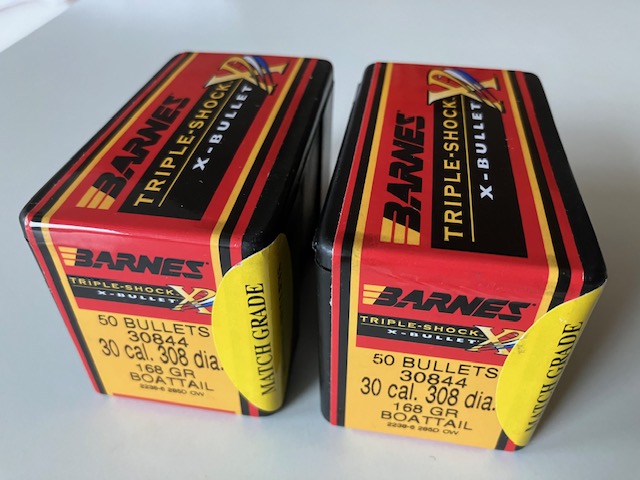 BARNES
TRIPLE-SHOCK
X-BULLET
X
BARNES
TRIPLE-SHOCK
X-BULLET
X
50 BULLETS
30844
30 cal. 308 dia.
168 GR
BOATTAIL
MATCH GRADE
BARNES
TRIPLE-SHOCK
X-BULLET
X
BARNES
TRIPLE-SHOCK
X-BULLET
X
50 BULLETS
30844
30 cal. 308 dia.
168 GR
BOATTAIL
MATCH GRADE